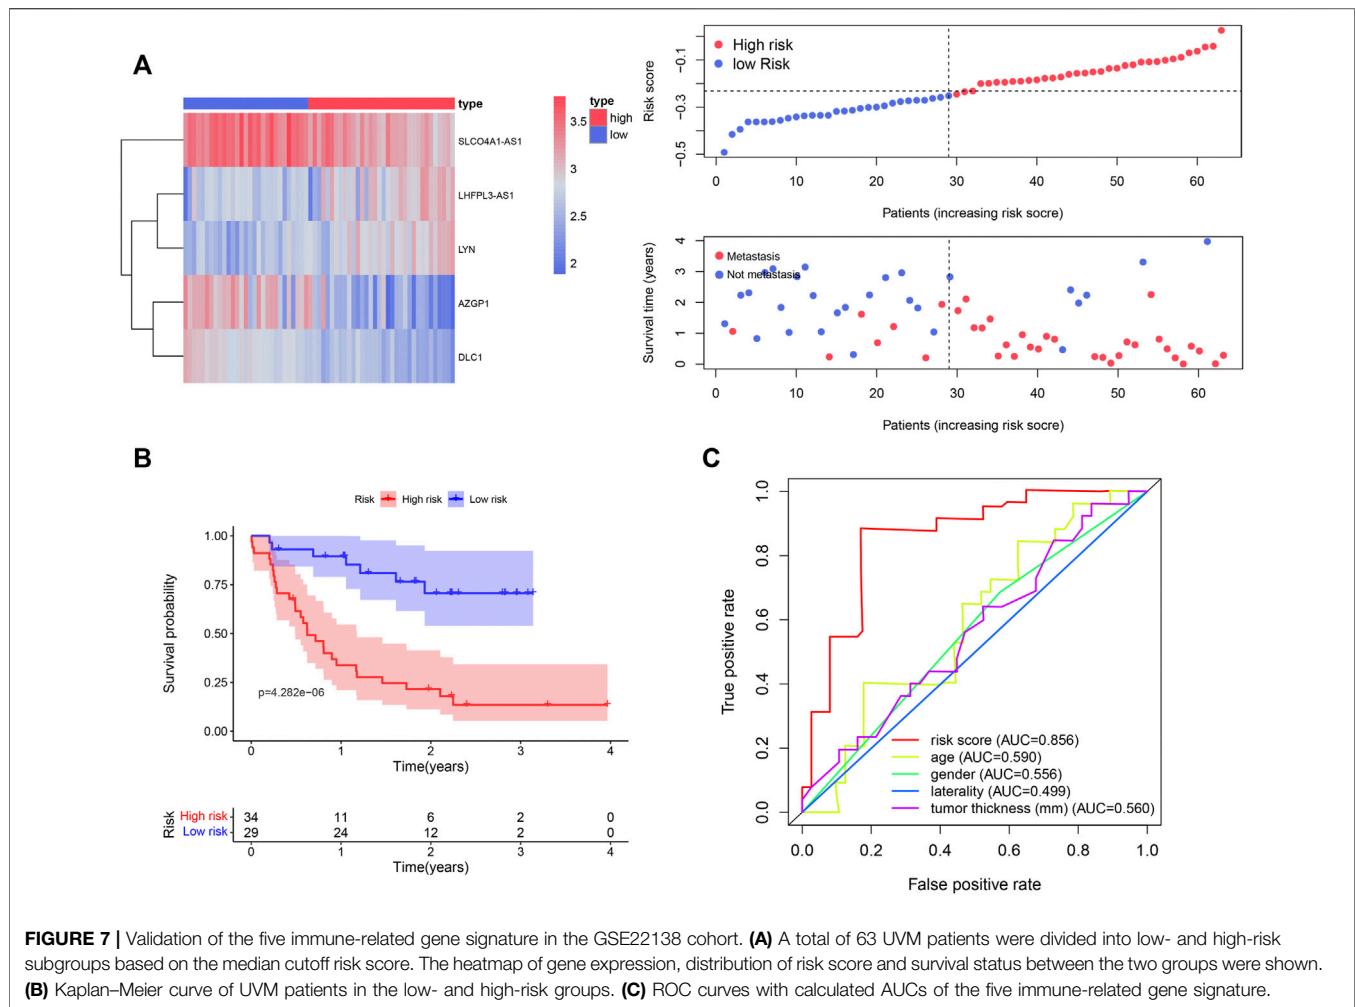 A
type
SLCO4A1-AS1
LHFPL3-AS1
LYN
AZGP1
DLC1
3.5
3
2.5
2
type
high
low
High risk
low Risk
Risk score
−0.1
−0.3
−0.5
0 10 20 30 40 50 60
Patients (increasing risk socre)
Metastasis
Not metastasis
Survival time (years)
4
3
2
1
0
0 10 20 30 40 50 60
Patients (increasing risk socre)
B
Risk High risk Low risk
Survival probability
1.00
0.75
0.50
0.25
0.00
p=4.282e−06
0 1 2 3 4
Time(years)
Risk
High risk 34 11 6 2 0
Low risk 29 24 12 2 0
0 1 2 3 4
Time(years)
C
True positive rate
1.0
0.8
0.6
0.4
0.2
0.0
risk score (AUC=0.856)
age (AUC=0.590)
gender (AUC=0.556)
laterality (AUC=0.499)
tumor thickness (mm) (AUC=0.560)
0.0 0.2 0.4 0.6 0.8 1.0
False positive rate
FIGURE 7 | Validation of the five immune-related gene signature in the GSE22138 cohort. (A) A total of 63 UVM patients were divided into low- and high-risk
subgroups based on the median cutoff risk score. The heatmap of gene expression, distribution of risk score and survival status between the two groups were shown.
(B) Kaplan–Meier curve of UVM patients in the low- and high-risk groups. (C) ROC curves with calculated AUCs of the five immune-related gene signature.